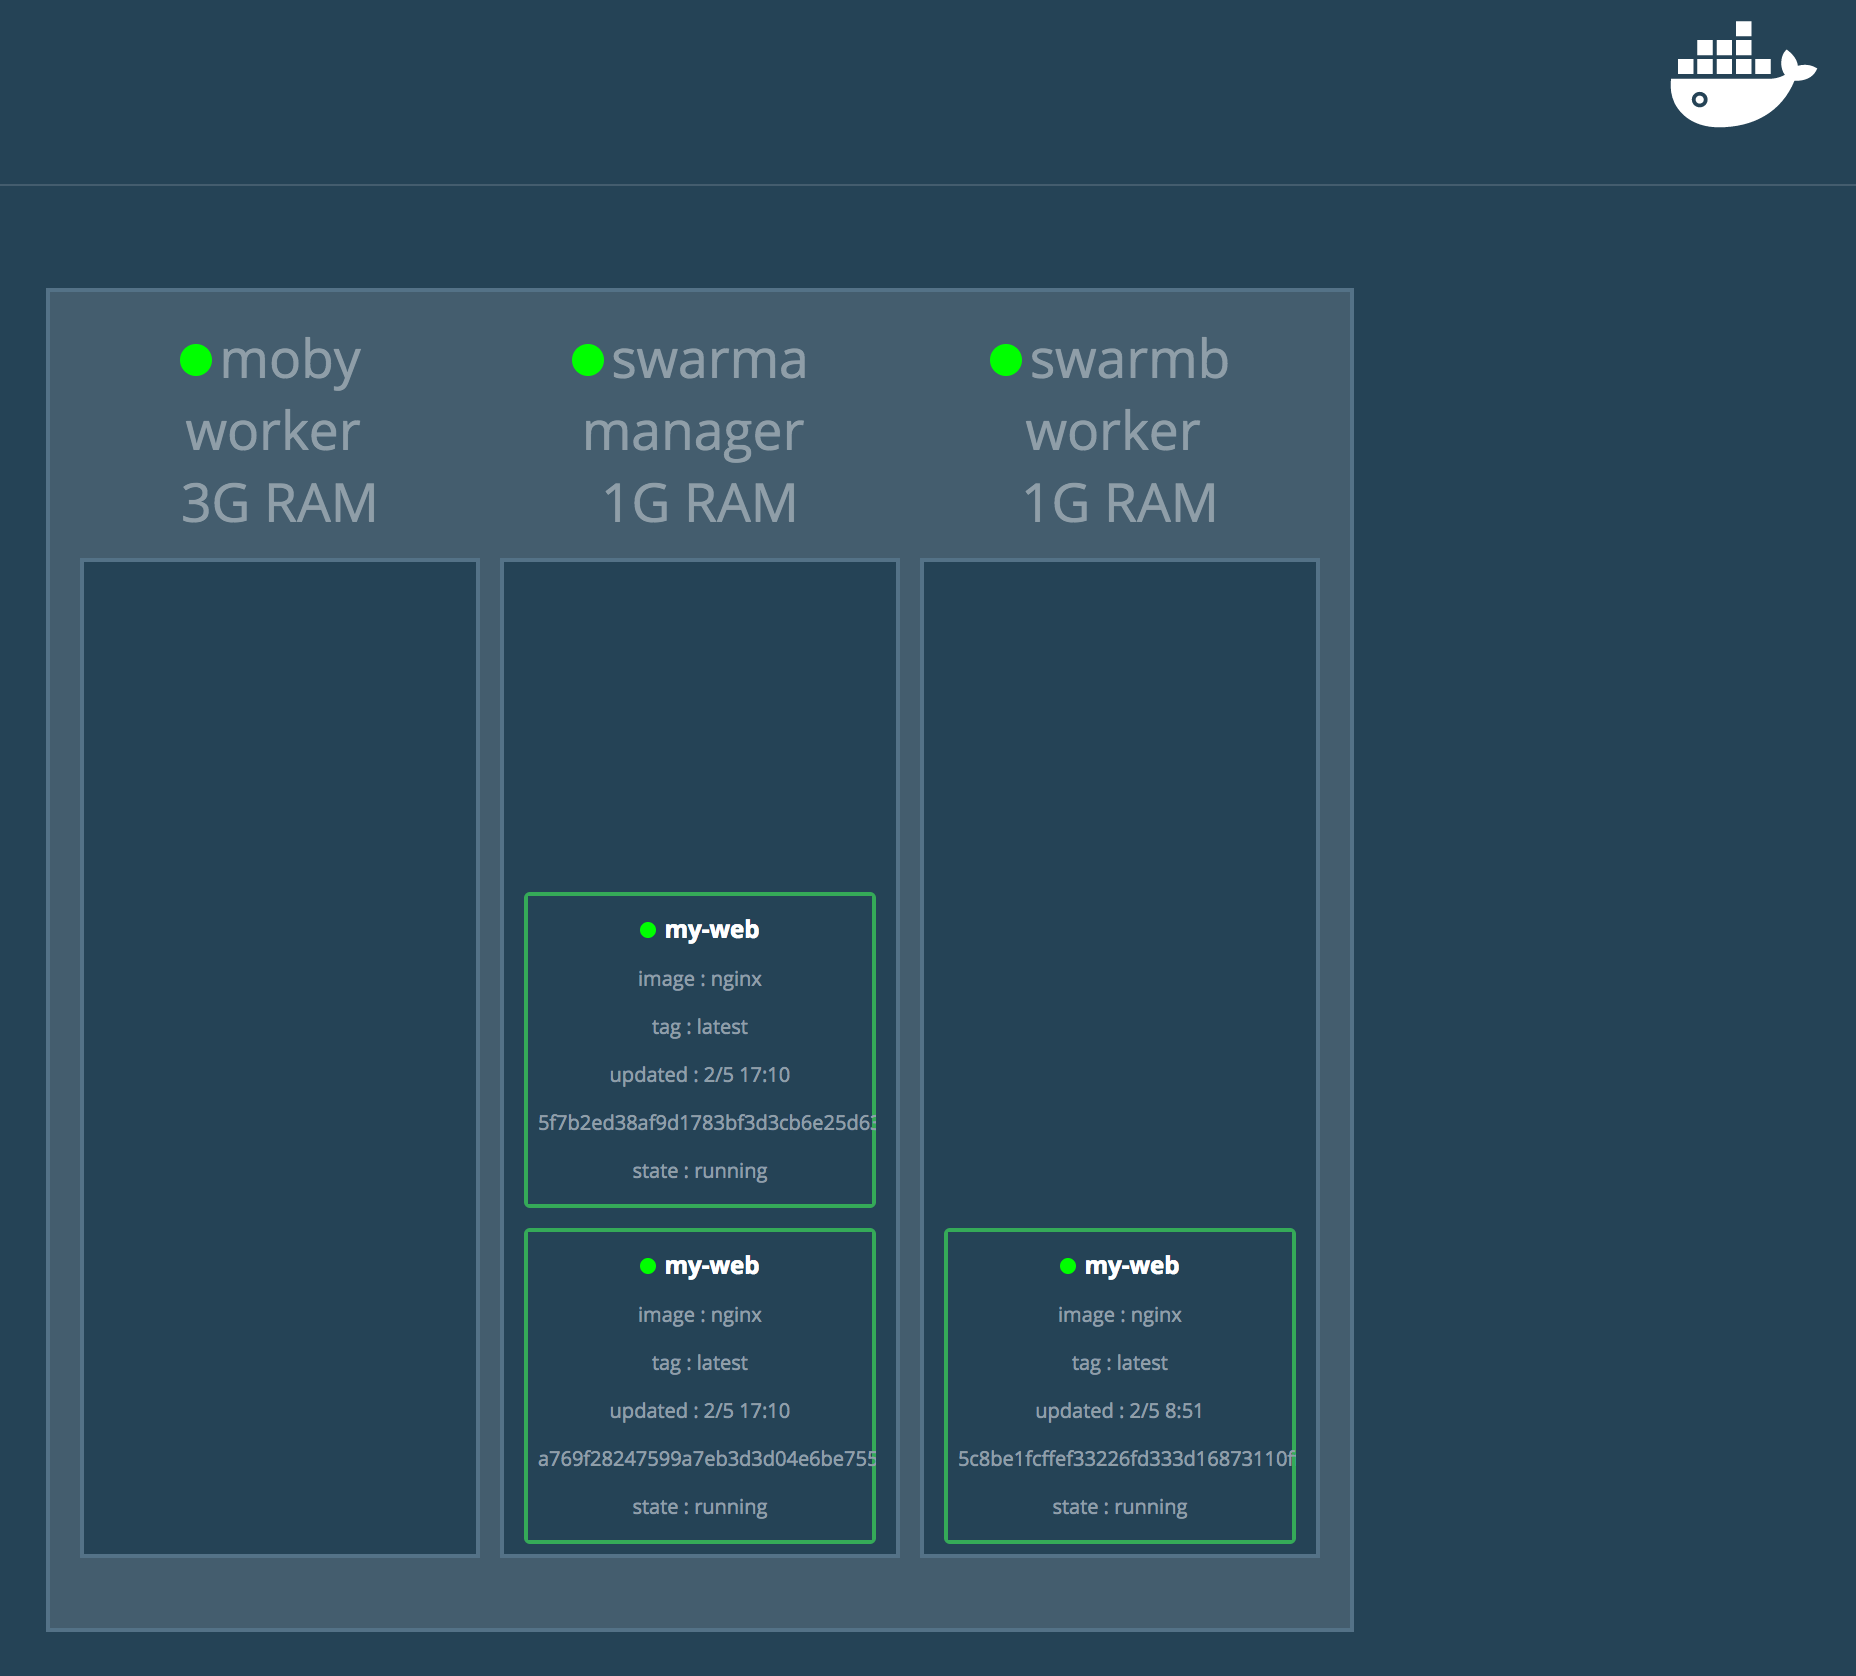 moby
worker
3G RAM
swarma
manager
1G RAM
my-web
image : nginx
tag : latest
updated : 2/5 17:10
5f7b2ed38af9d1783bf3d3cb6e25d63
state : running
my-web
image : nginx
tag : latest
updated : 2/5 17:10
a769f28247599a7eb3d3d04e6be755
state : running
swarmb
worker
1G RAM
my-web
image : nginx
tag : latest
updated : 2/5 8:51
5c8be1fcffef33226fd333d16873110f
state : running